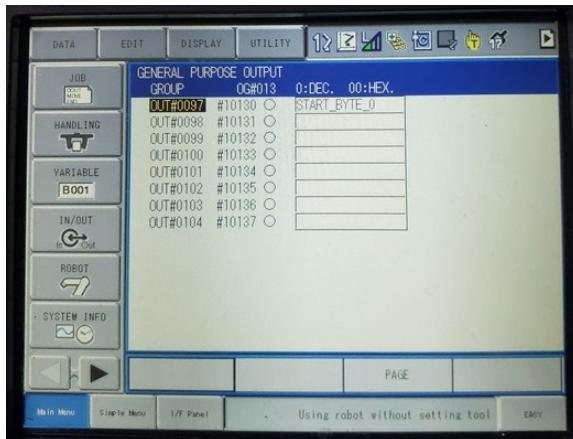 DATA EDIT DISPLAY UTILITY
JOB
HANDLING
VARIABLE
B001
IN/OUT
In Out
ROBOT
SYSTEM INFO
GENERAL PURPOSE OUTPUT
GROUP OG#013 0:DEC. 00:HEX.
OUT#0097 #10130 START_BYTE_0
OUT#0098 #10131
OUT#0099 #10132
OUT#0100 #10133
OUT#0101 #10134
OUT#0102 #10135
OUT#0103 #10136
OUT#0104 #10137
PAGE
Main Menu Simple Menu I/F Panel Using robot without setting tool EASY